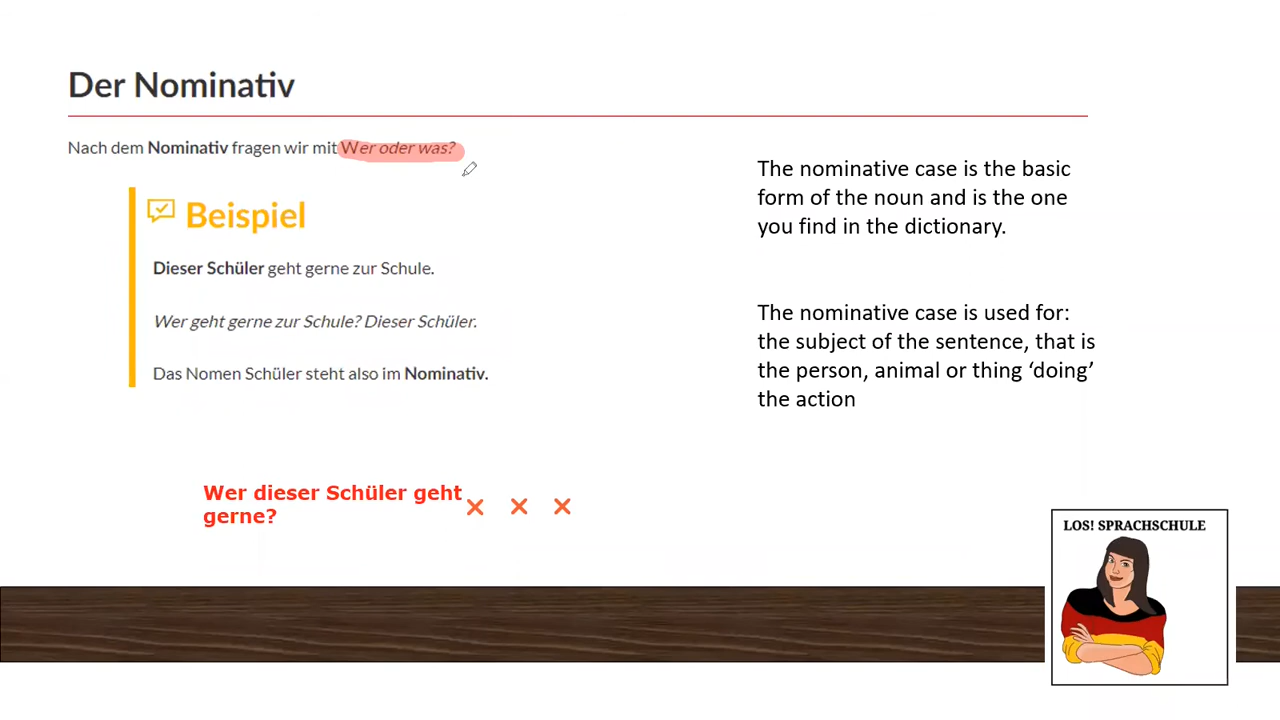 Der Nominativ
Nach dem Nominativ fragen wir mit Wer oder was?
Beispiel
Dieser Schüler geht gerne zur Schule.
Wer geht gerne zur Schule? Dieser Schüler.
Das Nomen Schüler steht also im Nominativ.
Wer dieser Schüler geht
gerne?
The nominative case is the basic
form of the noun and is the one
you find in the dictionary.
The nominative case is used for:
the subject of the sentence, that is
the person, animal or thing ‘doing’
the action
LOS! SPRACHSCHULE